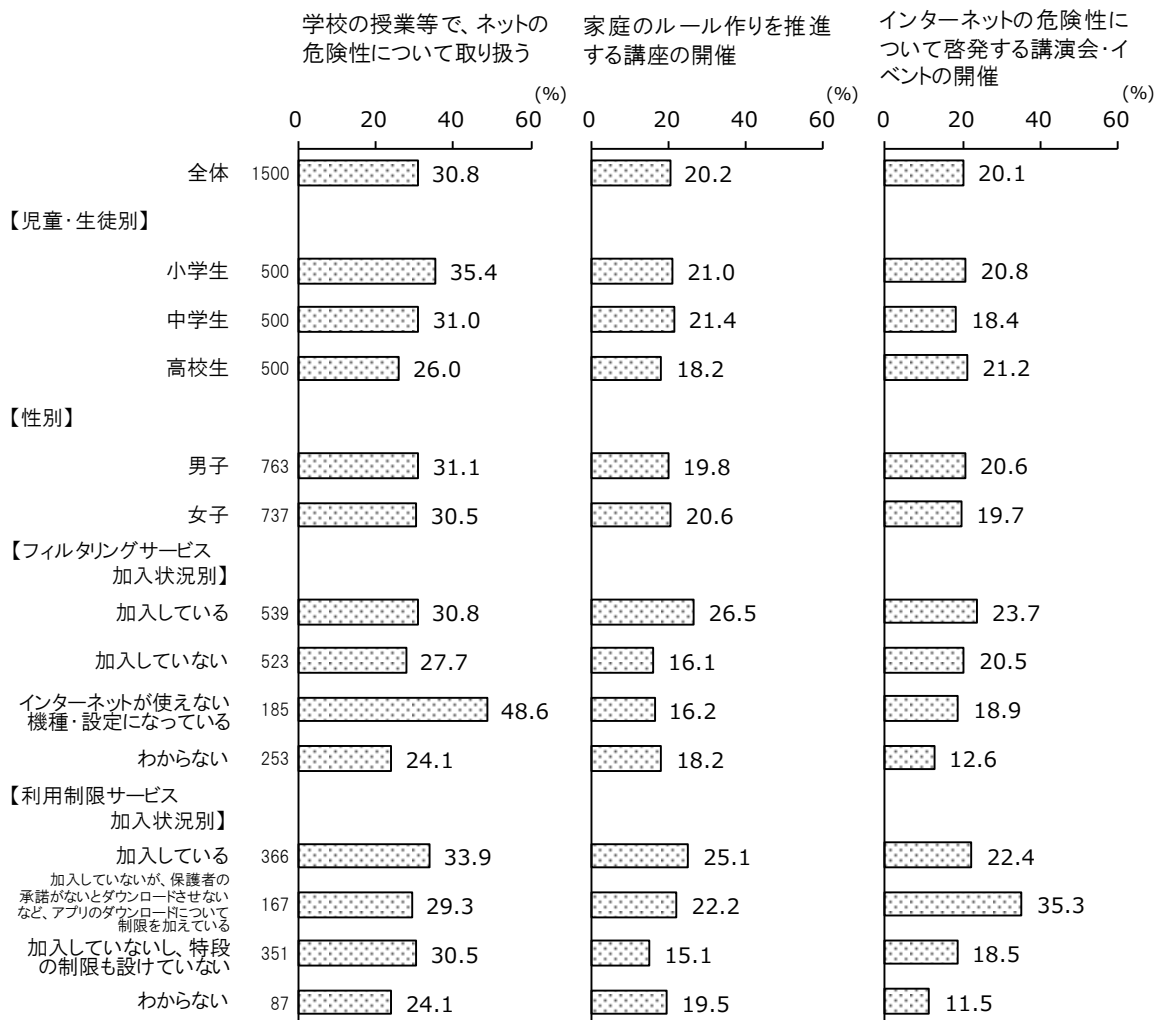 学校の授業等で、ネットの
危険性について取り扱う
家庭のルール作りを推進
する講座の開催
インターネットの危険性に
ついて啓発する講演会・イ
ベントの開催
(%) (%) (%)
0 20 40 60 0 20 40 60 0 20 40 60
全体 1500 30.8 20.2 20.1
【児童・生徒別】
小学生 500 35.4 21.0 20.8
中学生 500 31.0 21.4 18.4
高校生 500 26.0 18.2 21.2
【性別】
男子 763 31.1 19.8 20.6
女子 737 30.5 20.6 19.7
【フィルタリングサービス
加入状況別】
加入している 539 30.8 26.5 23.7
加入していない 523 27.7 16.1 20.5
インターネットが使えない
機種・設定になっている 185 48.6 16.2 18.9
わからない 253 24.1 18.2 12.6
【利用制限サービス
加入状況別】
加入している 366 33.9 25.1 22.4
加入していないが、保護者の
承諾がないとダウンロードさせない
など、アプリのダウンロードについて
制限を加えている 167 29.3 22.2 35.3
加入していないし、特段
の制限も設けていない 351 30.5 15.1 18.5
わからない 87 24.1 19.5 11.5